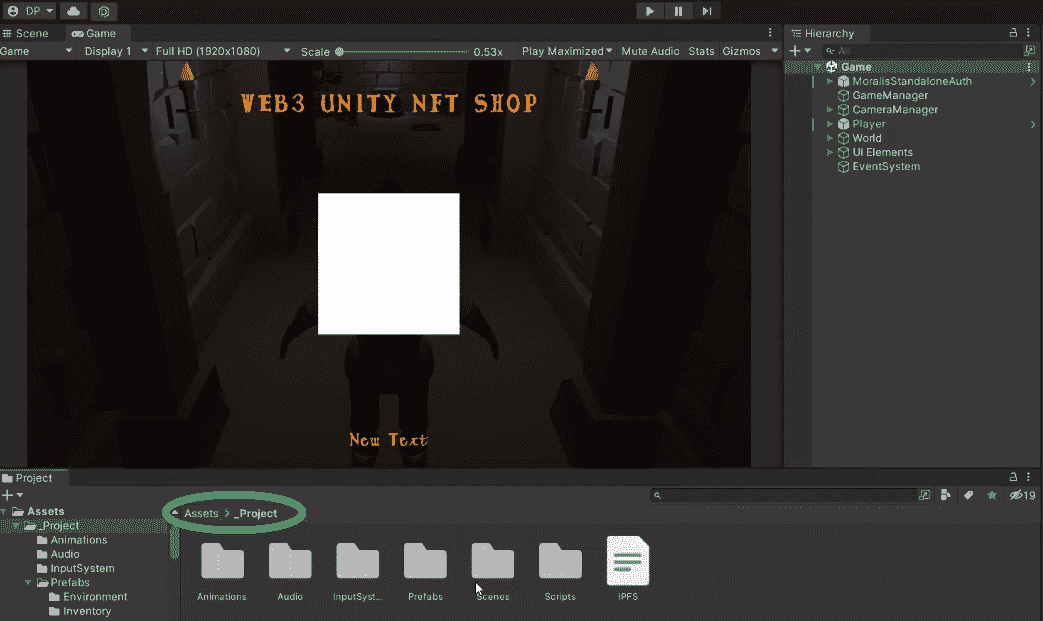 DP
Scene Game
Game Display 1 Full HD (1920x1080) Scale 0.53x Play Maximized Mute Audio Stats Gizmos
WEB3 UNITY NFT SHOP
New Text
Hierarchy
All
Game
MoralisStandaloneAuth
GameManager
CameraManager
Player
World
UI Elements
EventSystem
Project
19
Assets
_Project
Animations
Audio
InputSystem
Prefabs
Environment
Inventory
Assets > _Project
Animations Audio InputSyst... Prefabs Scenes Scripts IPFS